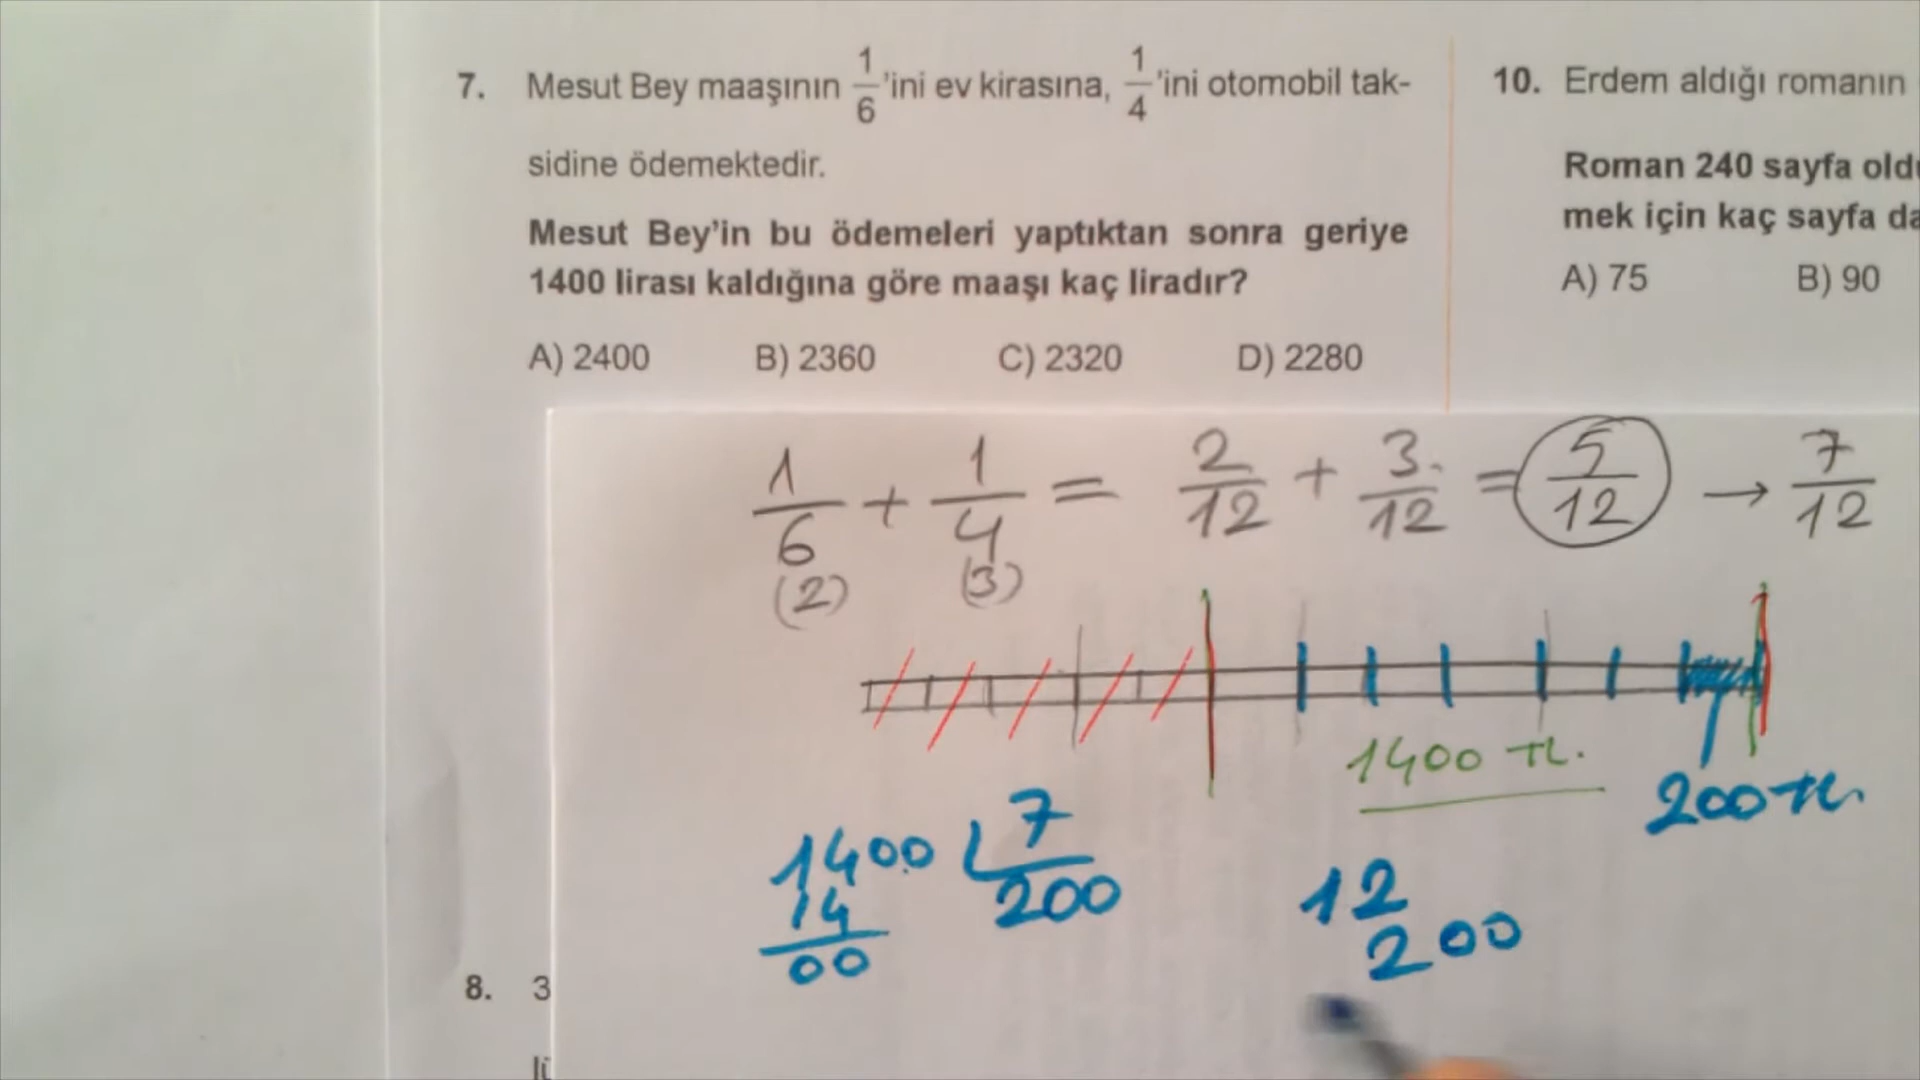 7. Mesut Bey maaşının 1/6 'ini ev kirasına, 1/4 'ini otomobil tak-
sidine ödemektedir.
Mesut Bey'in bu ödemeleri yaptıktan sonra geriye
1400 lirası kaldığına göre maaşı kaç liradır?
A) 2400 B) 2360 C) 2320 D) 2280
1/6 + 1/4 = 2/12 + 3/12 = 5/12 → 7/12
(2) (3)
1400 TL.
200 TL.
1400 7
14 200
00
12
200
8. 3
10. Erdem aldığı romanın
Roman 240 sayfa
mek için kaç sayfa
A) 75 B) 90